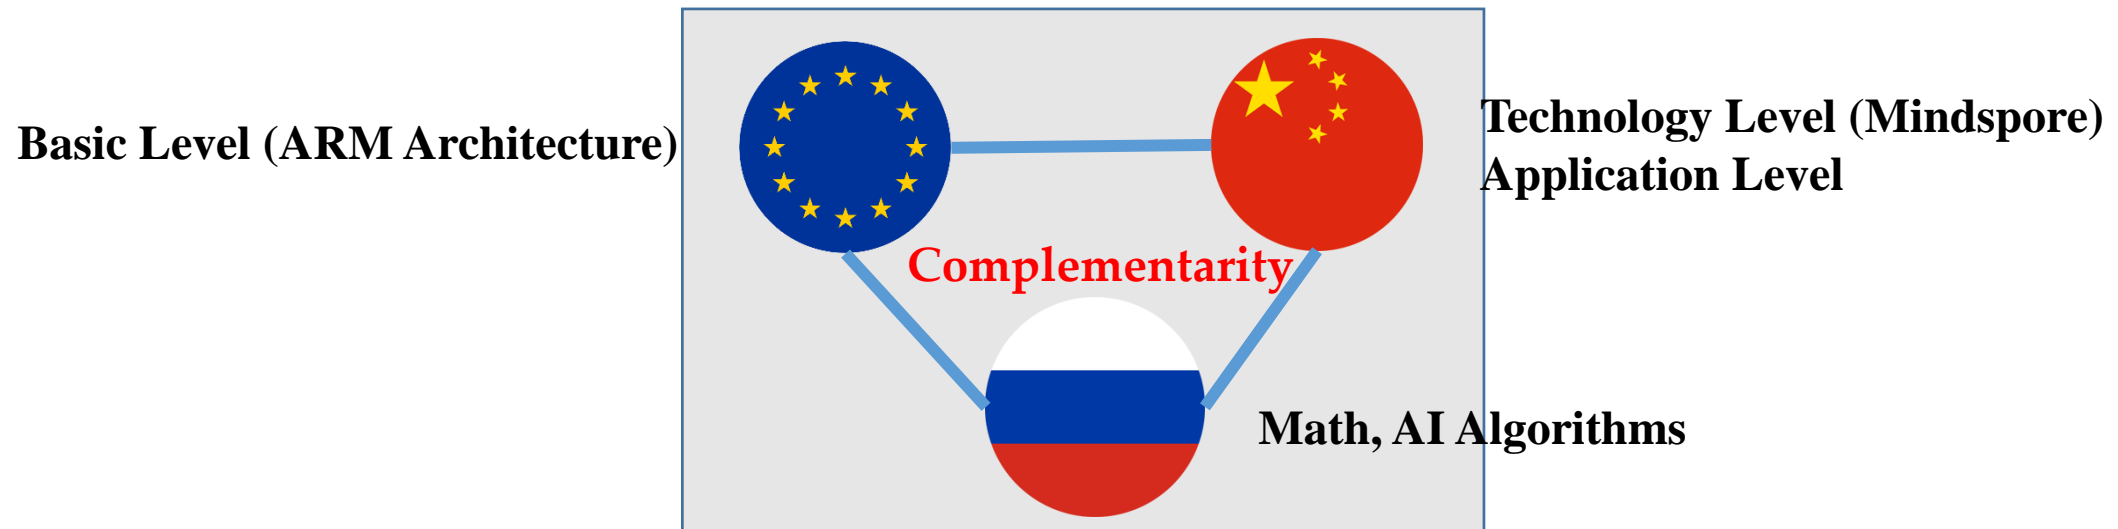 Basic Level (ARM Architecture)
Technology Level (Mindspore)
Application Level
Complementarity
Math, AI Algorithms